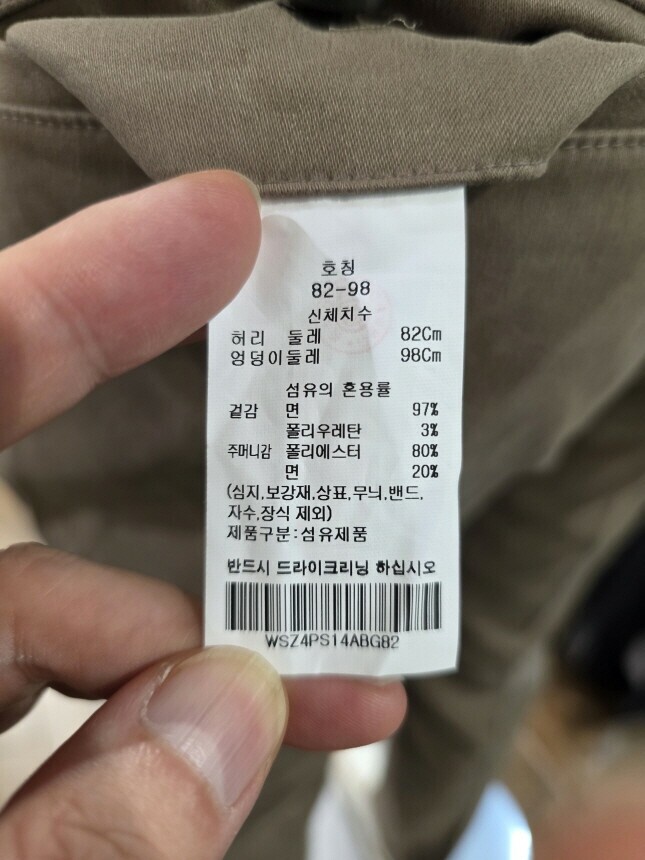 호칭
82-98
신체치수
허리 둘레 82Cm
엉덩이둘레 98Cm
섬유의 혼용률
겉감 면 97%
폴리우레탄 3%
주머니감 폴리에스터 80%
면 20%
(심지,보강재,상표,무늬,밴드,
자수,장식 제외)
제품구분:섬유제품
반드시 드라이크리닝 하십시오
WSZ4PS14ABG82